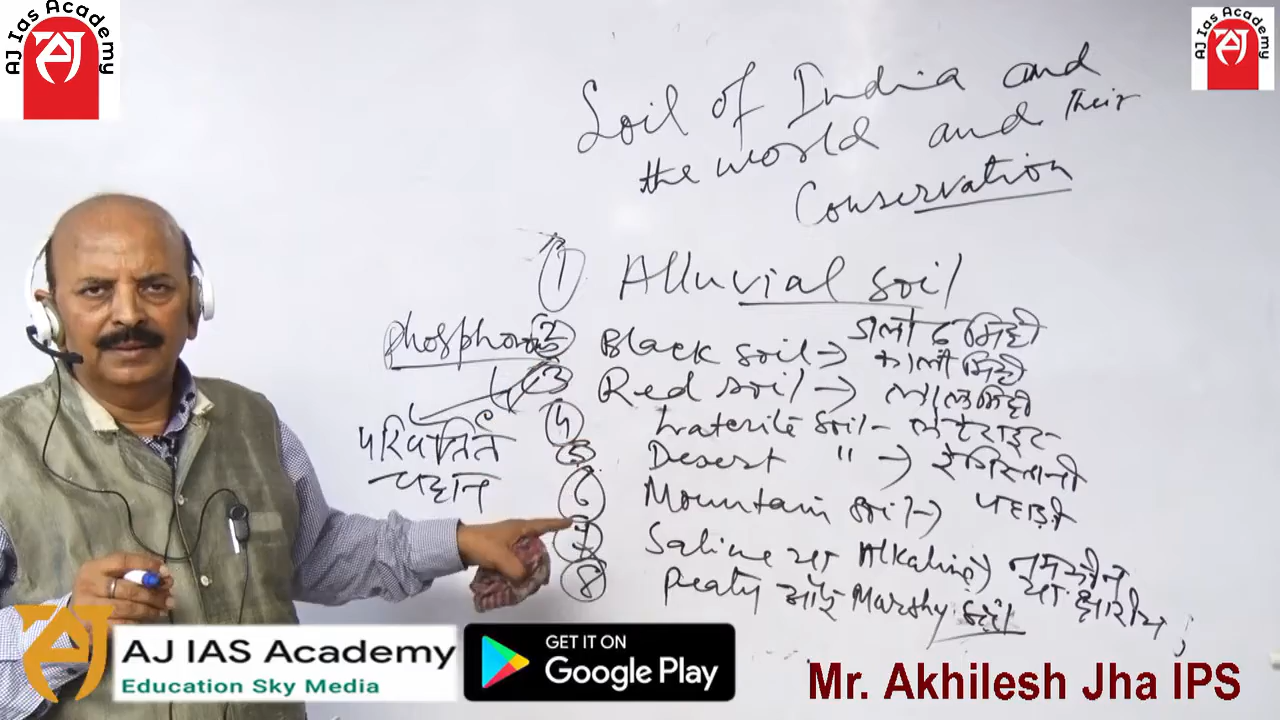 AJ Ias Academy
AJ
AJ Ias Academy
AJ
Soil of India and
the world and Their
Conservation
① Alluvial soil
जलोढ़ मिट्टी
phosphorus
② Black soil → काली मिट्टी
③ Red soil → लाल मिट्टी
④ Laterite soil - लेटेराइट
परिवर्तित
चट्टान
⑤ Desert " → रेगिस्तानी
⑥ Mountain soil → पहाड़ी
⑦ Saline या Alkaline → नमकीन
या क्षारीय
⑧ Peaty और Marshy soil
AJ IAS Academy
Education Sky Media
GET IT ON
Google Play
Mr. Akhilesh Jha IPS